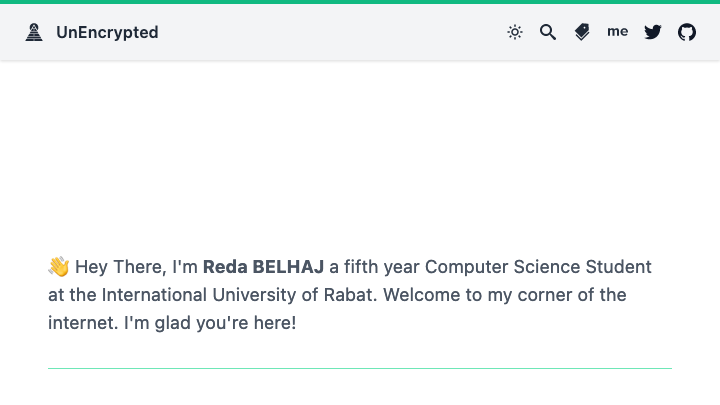 UnEncrypted
me
👋 Hey There, I'm Reda BELHAJ a fifth year Computer Science Student
at the International University of Rabat. Welcome to my corner of the
internet. I'm glad you're here!